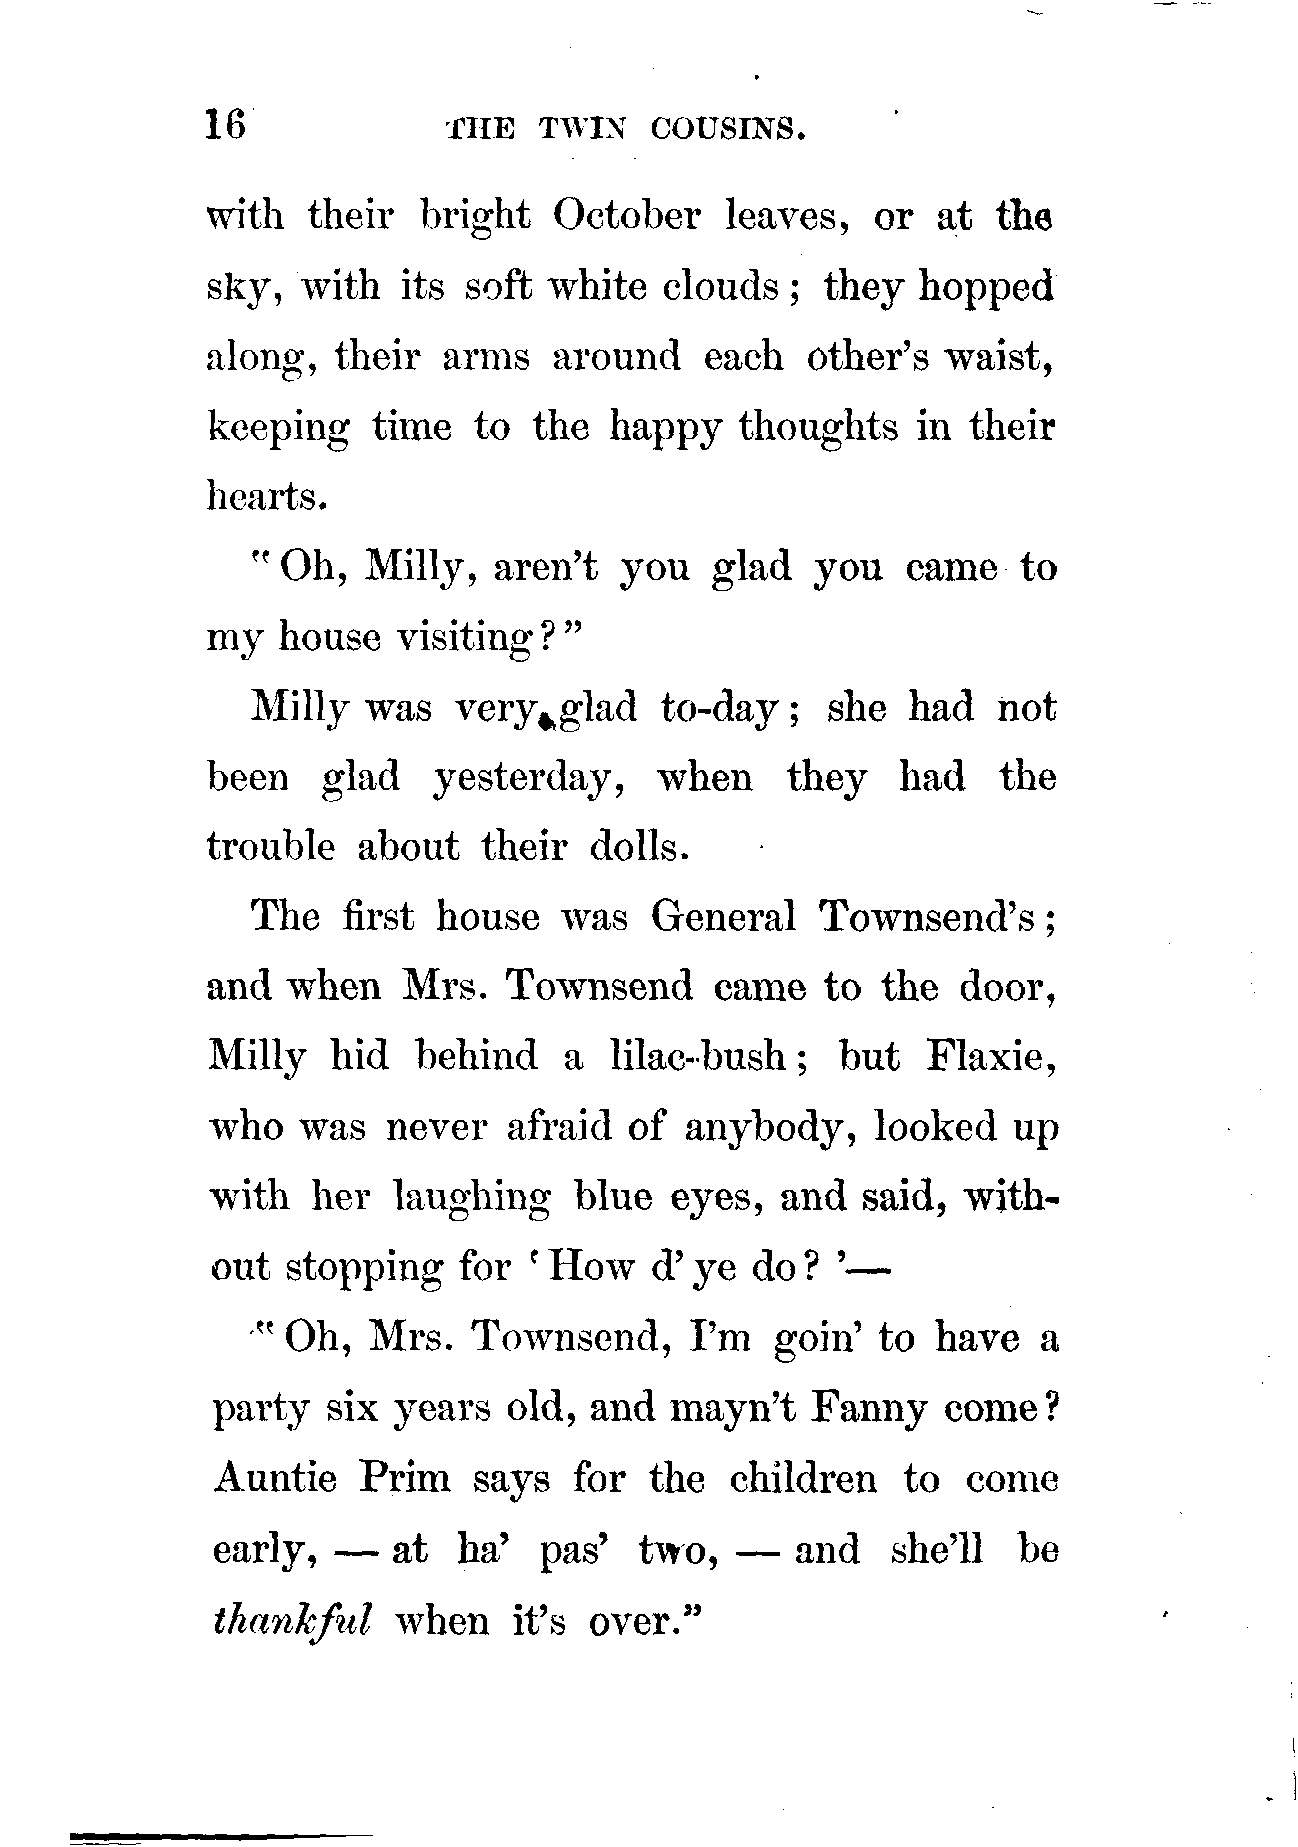 16 THE TWIN COUSINS.
with their bright October leaves, or at the
sky, with its soft white clouds; they hopped
along, their arms around each other's waist,
keeping time to the happy thoughts in their
hearts.
"Oh, Milly, aren't you glad you came to
my house visiting?"
Milly was very glad to-day; she had not
been glad yesterday, when they had the
trouble about their dolls.
The first house was General Townsend's;
and when Mrs. Townsend came to the door,
Milly hid behind a lilac-bush; but Flaxie,
who was never afraid of anybody, looked up
with her laughing blue eyes, and said, with-
out stopping for 'How d' ye do?'—
"Oh, Mrs. Townsend, I'm goin' to have a
party six years old, and mayn't Fanny come?
Auntie Prim says for the children to come
early, — at ha' pas' two, — and she'll be
thankful when it's over."